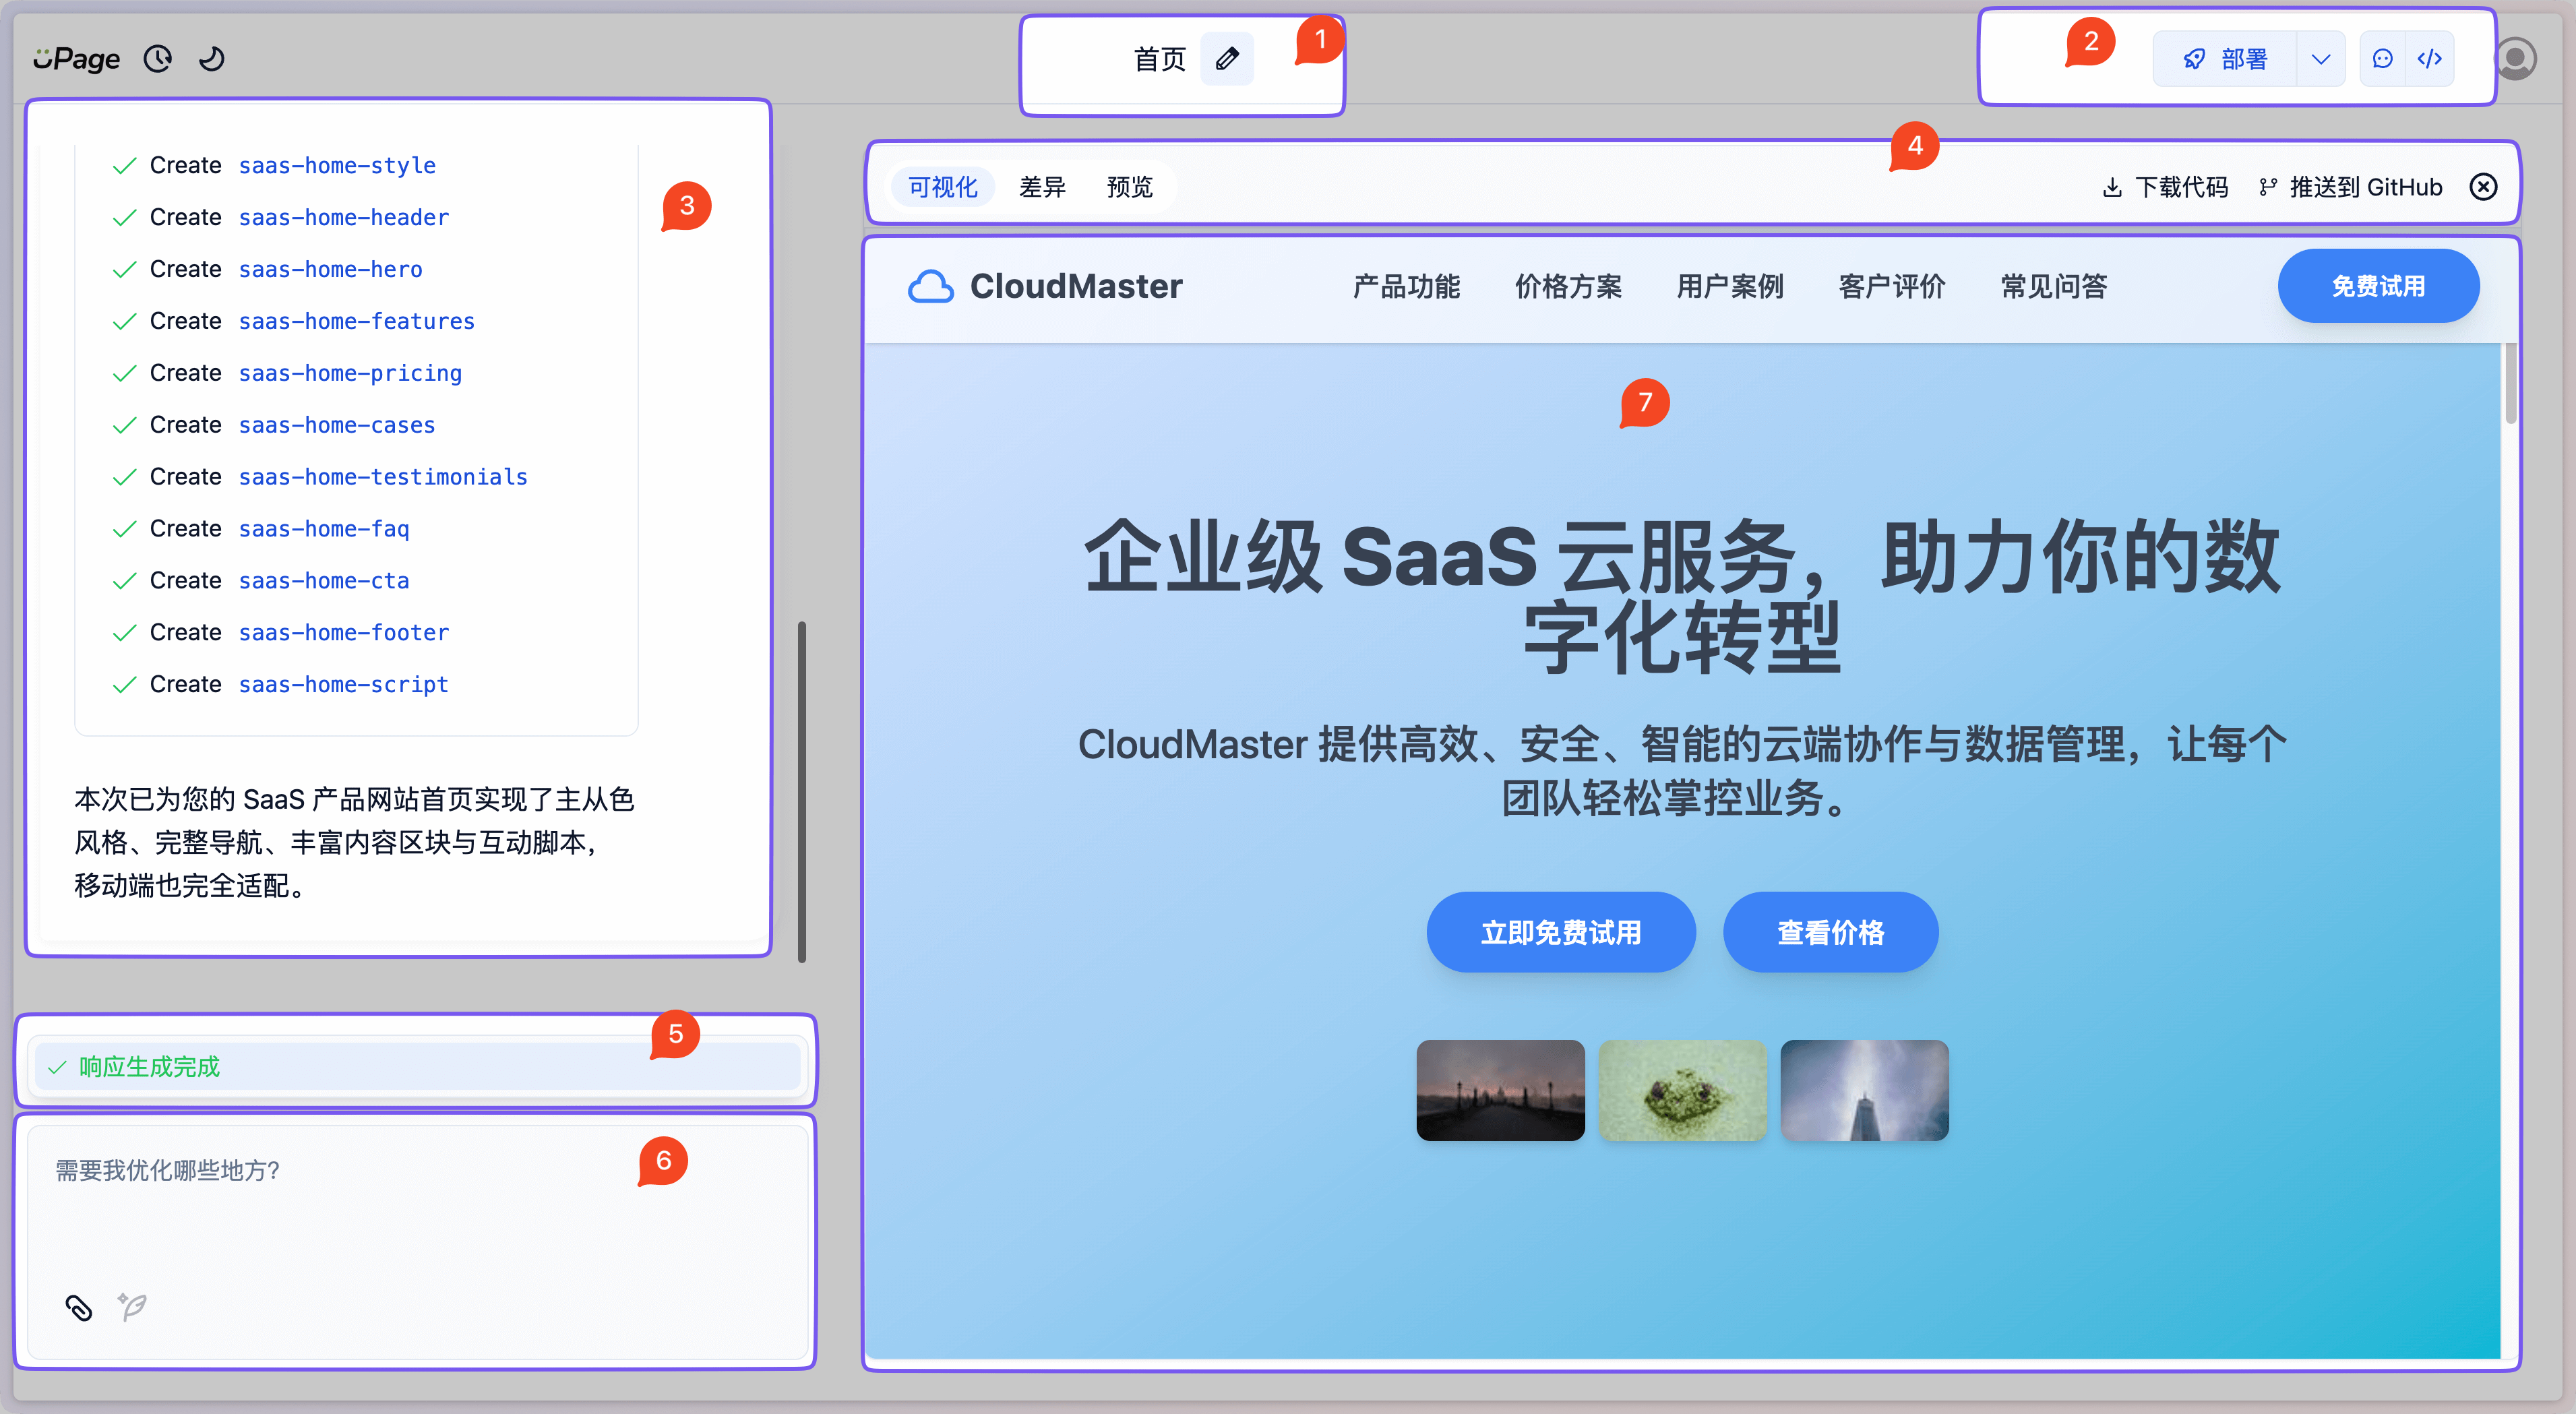 uPage
首页
1
2
部署
Create saas-home-style
Create saas-home-header
Create saas-home-hero
Create saas-home-features
Create saas-home-pricing
Create saas-home-cases
Create saas-home-testimonials
Create saas-home-faq
Create saas-home-cta
Create saas-home-footer
Create saas-home-script
3
本次已为您的 SaaS 产品网站首页实现了主从色
风格、完整导航、丰富内容区块与互动脚本，
移动端也完全适配。
5
响应生成完成
6
需要我优化哪些地方?
4
可视化 差异 预览 下载代码 推送到 GitHub
CloudMaster 产品功能 价格方案 用户案例 客户评价 常见问答 免费试用
7
企业级 SaaS 云服务，助力你的数
字化转型
CloudMaster 提供高效、安全、智能的云端协作与数据管理，让每个
团队轻松掌控业务。
立即免费试用 查看价格